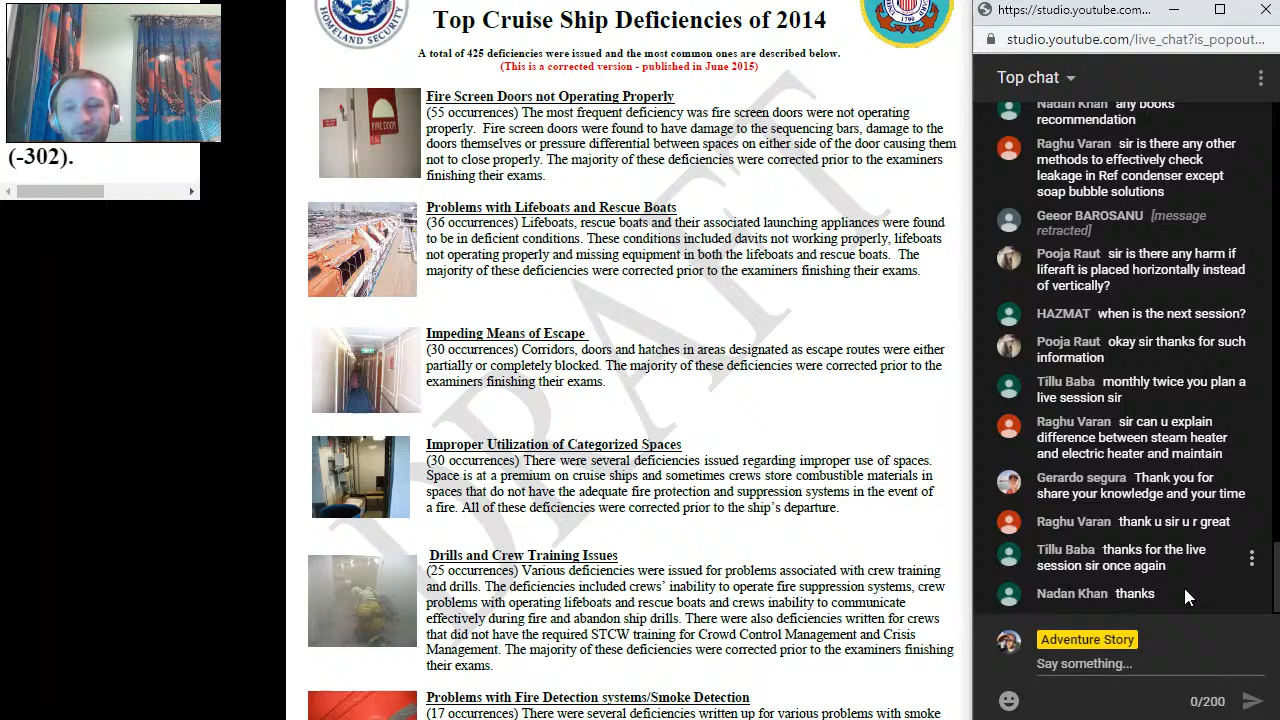 HOMELAND SECURITY
1790
Top Cruise Ship Deficiencies of 2014
A total of 425 deficiencies were issued and the most common ones are described below.
(This is a corrected version - published in June 2015)
(-302).
DRAFT
Fire Screen Doors not Operating Properly
(55 occurrences) The most frequent deficiency was fire screen doors were not operating
properly. Fire screen doors were found to have damage to the sequencing bars, damage to the
doors themselves or pressure differential between spaces on either side of the door causing them
not to close properly. The majority of these deficiencies were corrected prior to the examiners
finishing their exams.
FIRE DOOR
Problems with Lifeboats and Rescue Boats
(36 occurrences) Lifeboats, rescue boats and their associated launching appliances were found
to be in deficient conditions. These conditions included davits not working properly, lifeboats
not operating properly and missing equipment in both the lifeboats and rescue boats. The
majority of these deficiencies were corrected prior to the examiners finishing their exams.
Impeding Means of Escape
(30 occurrences) Corridors, doors and hatches in areas designated as escape routes were either
partially or completely blocked. The majority of these deficiencies were corrected prior to the
examiners finishing their exams.
Improper Utilization of Categorized Spaces
(30 occurrences) There were several deficiencies issued regarding improper use of spaces.
Space is at a premium on cruise ships and sometimes crews store combustible materials in
spaces that do not have the adequate fire protection and suppression systems in the event of
a fire. All of these deficiencies were corrected prior to the ship's departure.
Drills and Crew Training Issues
(25 occurrences) Various deficiencies were issued for problems associated with crew training
and drills. The deficiencies included crews' inability to operate fire suppression systems, crew
problems with operating lifeboats and rescue boats and crews inability to communicate
effectively during fire and abandon ship drills. There were also deficiencies written for crews
that did not have the required STCW training for Crowd Control Management and Crisis
Management. The majority of these deficiencies were corrected prior to the examiners finishing
their exams.
Problems with Fire Detection systems/Smoke Detection
(17 occurrences) There were several deficiencies written up for various problems with smoke
https://studio.youtube.com...
studio.youtube.com/live_chat?is_popout...
Top chat
Nadan Khan any books
recommendation
Raghu Varan sir is there any other
methods to effectively check
leakage in Ref condenser except
soap bubble solutions
Geeor BAROSANU [message
retracted]
Pooja Raut sir is there any harm if
liferaft is placed horizontally instead
of vertically?
HAZMAT when is the next session?
Pooja Raut okay sir thanks for such
information
Tillu Baba monthly twice you plan a
live session sir
Raghu Varan sir can u explain
difference between steam heater
and electric heater and maintain
Gerardo segura Thank you for
share your knowledge and your time
Raghu Varan thank u sir u r great
Tillu Baba thanks for the live
session sir once again
Nadan Khan thanks
Adventure Story
Say something...
0/200